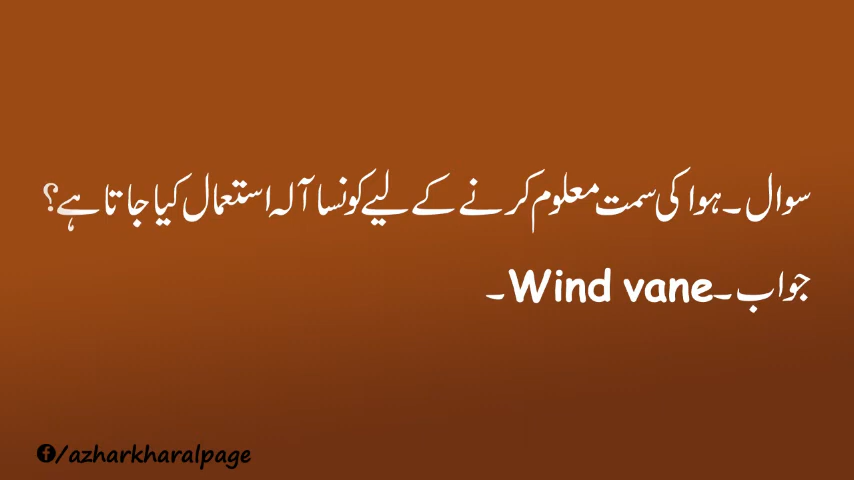 سوال۔ ہوا کی سمت معلوم کرنے کے لیے کونسا آلہ استعمال کیا جاتا ہے؟
جواب۔ Wind vane۔
/azharkharalpage